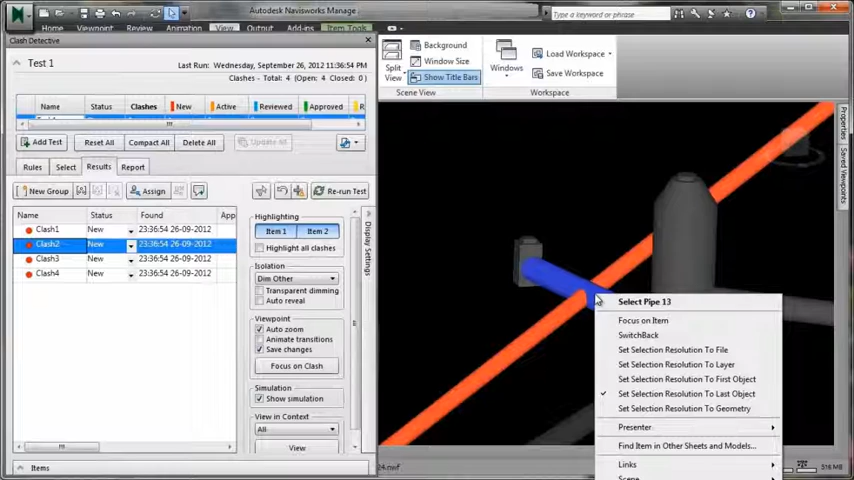 Autodesk Navisworks Manage
Type a keyword or phrase
Home
Viewpoint
Review
Animation
View
Output
Add-ins
Item Tools
Clash Detective
Test 1
Last Run: Wednesday, September 26, 2012 11:36:54 PM
Clashes - Total: 4 (Open: 4 Closed: 0)
Name
Status
Clashes
New
Active
Reviewed
Approved
Add Test
Reset All
Compact All
Delete All
Update All
Rules
Select
Results
Report
New Group
Assign
Re-run Test
Name
Status
Found
App
Clash1
New
23:36:54 26-09-2012
Clash2
New
23:36:54 26-09-2012
Clash3
New
23:36:54 26-09-2012
Clash4
New
23:36:54 26-09-2012
Highlighting
Item 1
Item 2
Highlight all clashes
Isolation
Dim Other
Transparent dimming
Auto reveal
Viewpoint
Auto zoom
Animate transitions
Save changes
Focus on Clash
Simulation
Show simulation
View in Context
All
View
Display Settings
Items
Split
View
Background
Window Size
Show Title Bars
Scene View
Windows
Load Workspace
Save Workspace
Workspace
Properties
Saved Viewpoints
Select Pipe 13
Focus on Item
SwitchBack
Set Selection Resolution To File
Set Selection Resolution To Layer
Set Selection Resolution To First Object
Set Selection Resolution To Last Object
Set Selection Resolution To Geometry
Presenter
Find Item in Other Sheets and Models...
Links
Scene
24.nwf
516 MB